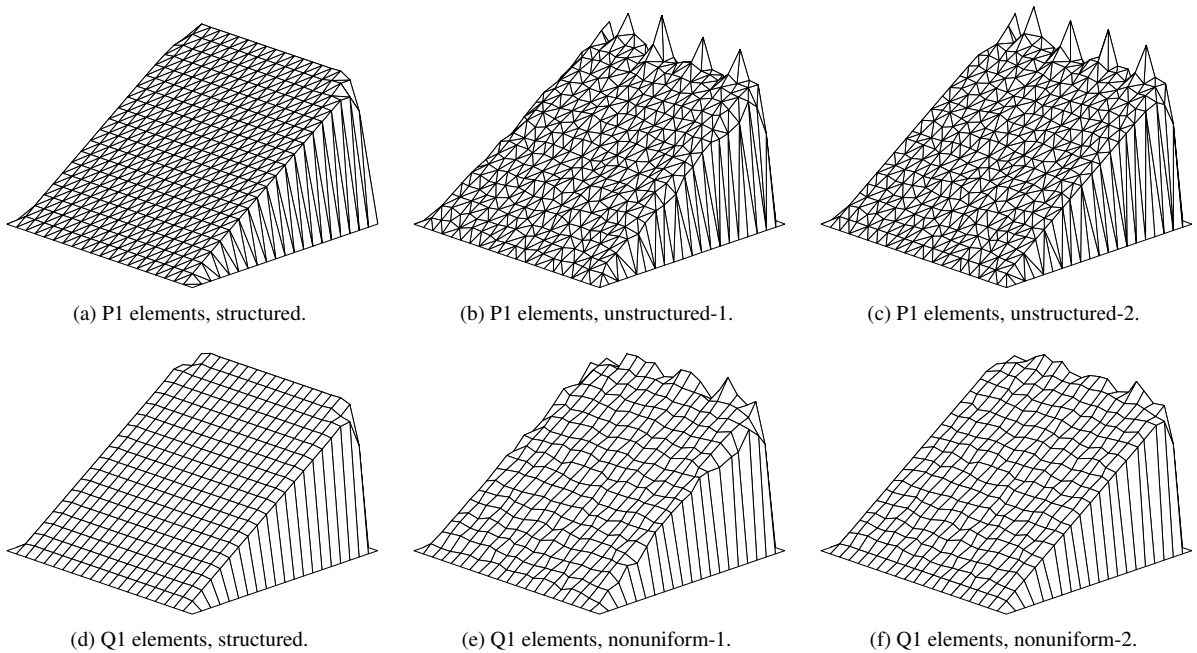 (a) P1 elements, structured.
(b) P1 elements, unstructured-1.
(c) P1 elements, unstructured-2.
(d) Q1 elements, structured.
(e) Q1 elements, nonuniform-1.
(f) Q1 elements, nonuniform-2.